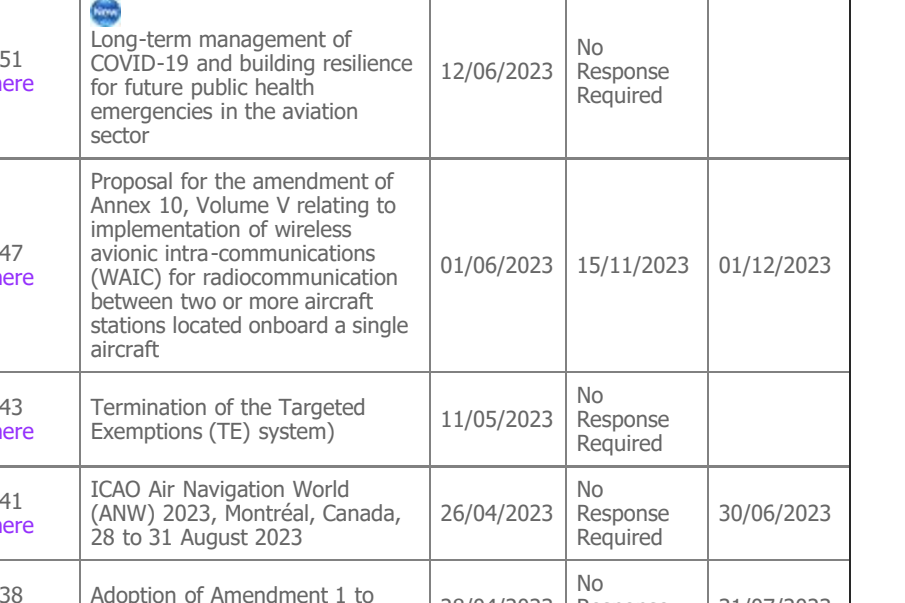 New
51
here
Long-term management of
COVID-19 and building resilience
for future public health
emergencies in the aviation
sector
12/06/2023
No
Response
Required
47
here
Proposal for the amendment of
Annex 10, Volume V relating to
implementation of wireless
avionic intra-communications
(WAIC) for radiocommunication
between two or more aircraft
stations located onboard a single
aircraft
01/06/2023
15/11/2023
01/12/2023
43
here
Termination of the Targeted
Exemptions (TE) system)
11/05/2023
No
Response
Required
41
here
ICAO Air Navigation World
(ANW) 2023, Montréal, Canada,
28 to 31 August 2023
26/04/2023
No
Response
Required
30/06/2023
38
Adoption of Amendment 1 to
No